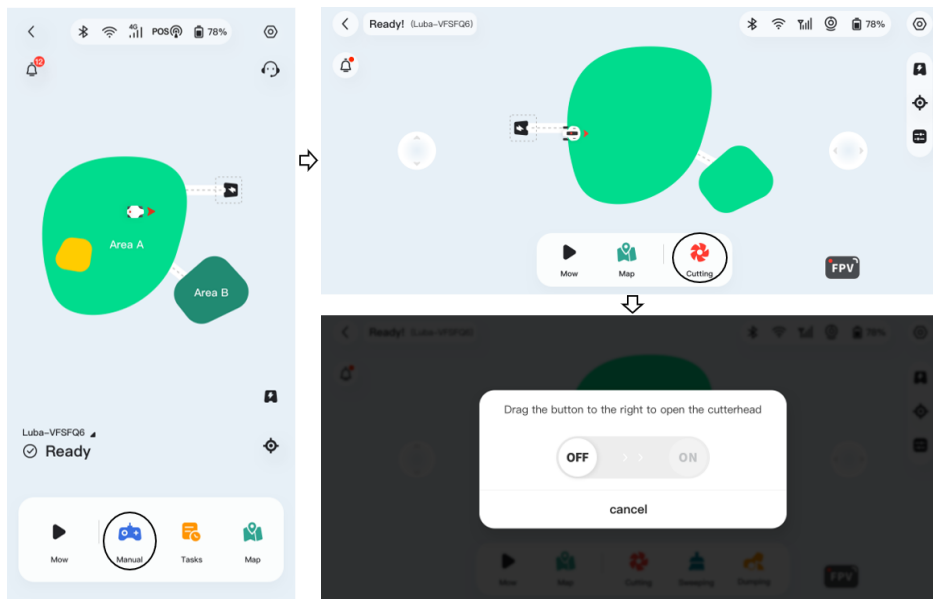 4G
POS
78%
12
Area A
Area B
Luba-VFSFQ6
Ready
Mow
Manual
Tasks
Map
Ready! (Luba-VFSFQ6)
78%
Mow
Map
Cutting
FPV
Ready! Luba-VFSFQ6
78%
Drag the button to the right to open the cutterhead
OFF
ON
cancel
Mow
Map
Cutting
Sweeping
Dumping
FPV